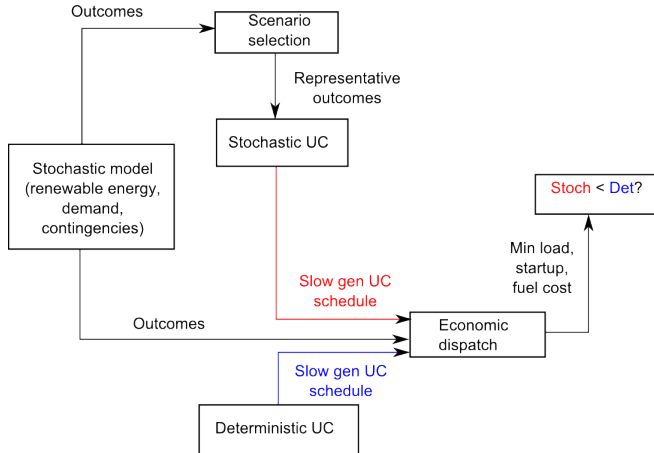 Outcomes
Scenario
selection
Representative
outcomes
Stochastic UC
Stochastic model
(renewable energy,
demand,
contingencies)
Stoch < Det?
Min load,
startup,
fuel cost
Slow gen UC
schedule
Outcomes
Economic
dispatch
Slow gen UC
schedule
Deterministic UC